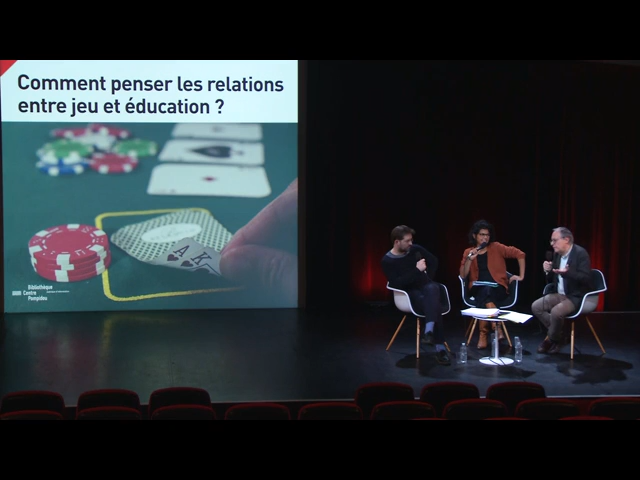 Comment penser les relations
entre jeu et éducation ?
A
K
Bibliothèque
Centre
Pompidou